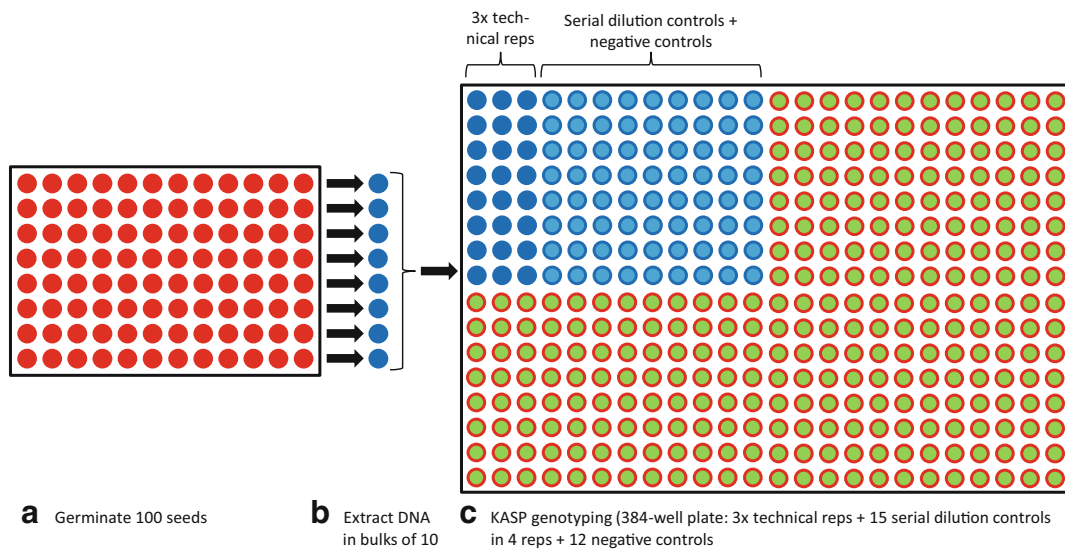 3x tech-
nical reps
Serial dilution controls +
negative controls
a Germinate 100 seeds
b Extract DNA
in bulks of 10
c KASP genotyping (384-well plate: 3x technical reps + 15 serial dilution controls
in 4 reps + 12 negative controls